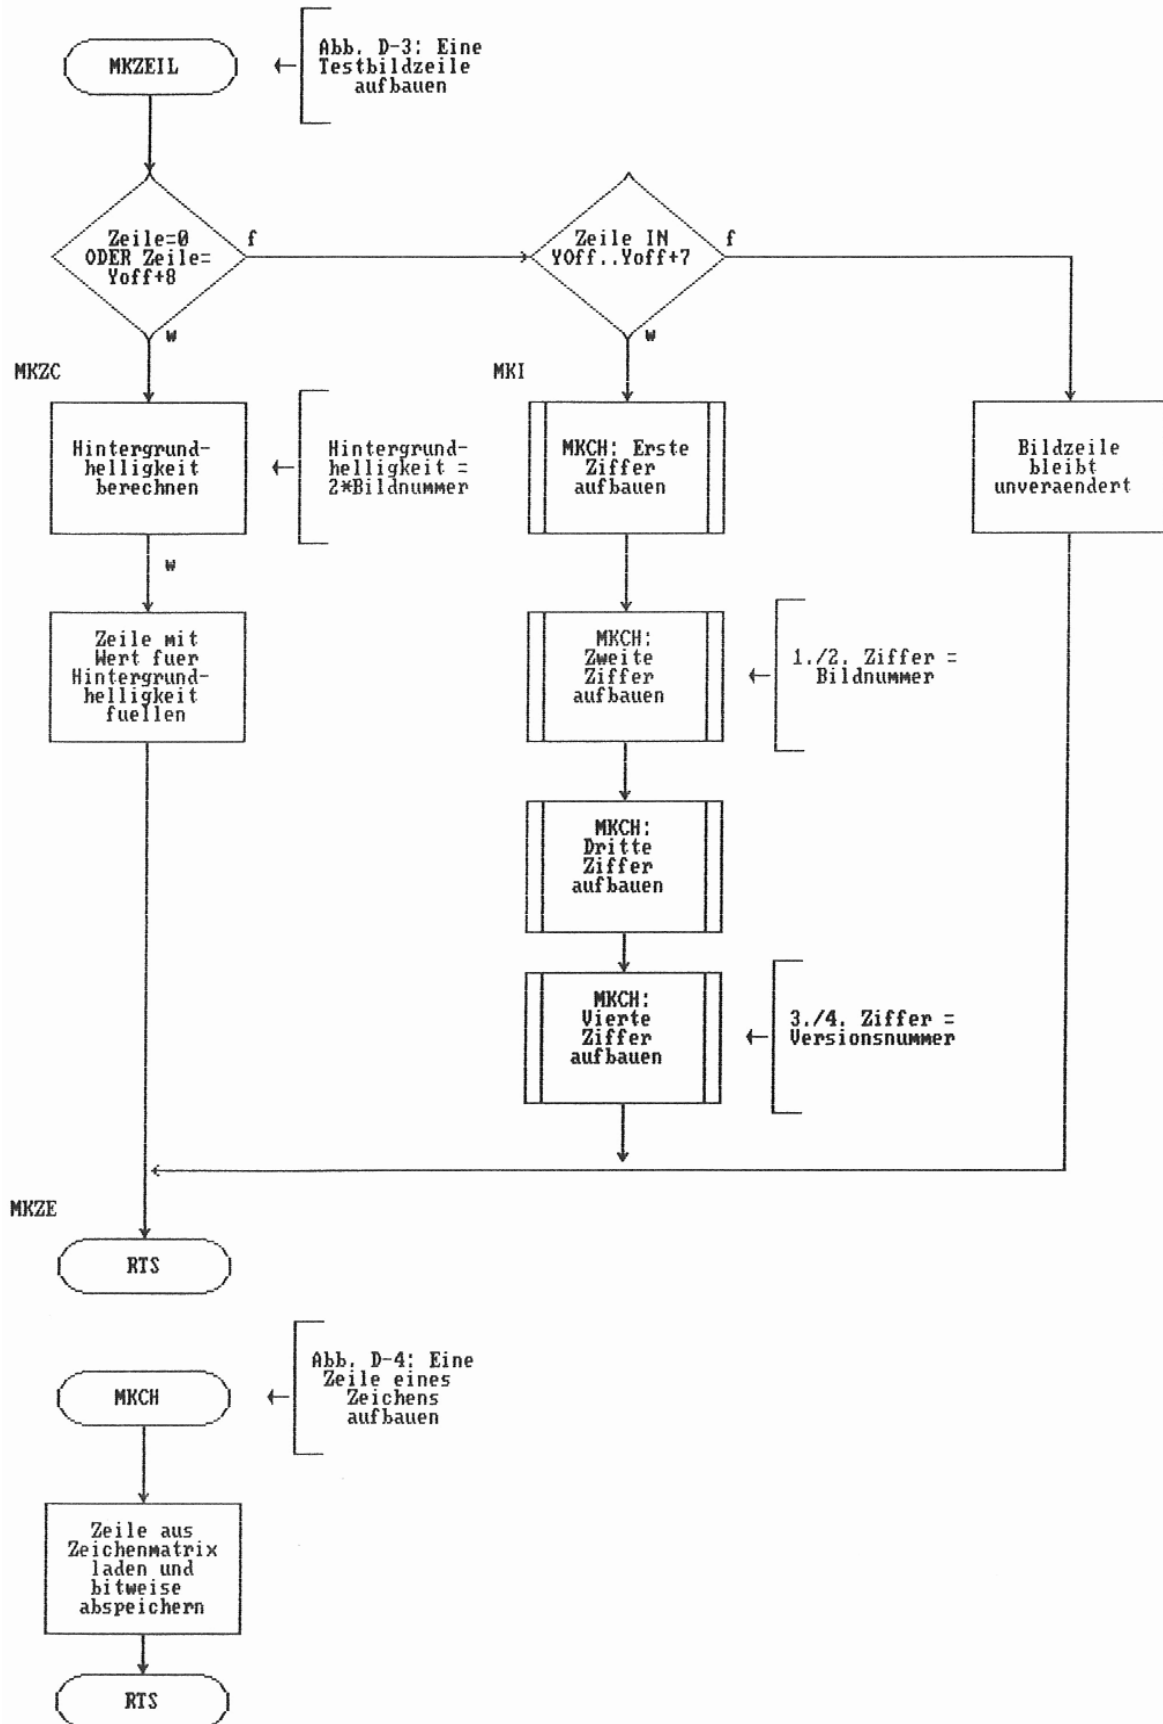 MKZEIL
Abb. D-3: Eine
Testbildzeile
aufbauen
Zeile=0
ODER Zeile=
Yoff+8
f
w
Zeile IN
YOff..Yoff+7
f
w
MKZC
Hintergrund-
helligkeit
berechnen
Hintergrund-
helligkeit =
2*Bildnummer
w
Zeile mit
Wert fuer
Hintergrund-
helligkeit
fuellen
MKI
MKCH: Erste
Ziffer
aufbauen
MKCH:
Zweite
Ziffer
aufbauen
1./2. Ziffer =
Bildnummer
MKCH:
Dritte
Ziffer
aufbauen
MKCH:
Vierte
Ziffer
aufbauen
3./4. Ziffer =
Versionsnummer
Bildzeile
bleibt
unveraendert
MKZE
RTS
MKCH
Abb. D-4: Eine
Zeile eines
Zeichens
aufbauen
Zeile aus
Zeichenmatrix
laden und
bitweise
abspeichern
RTS